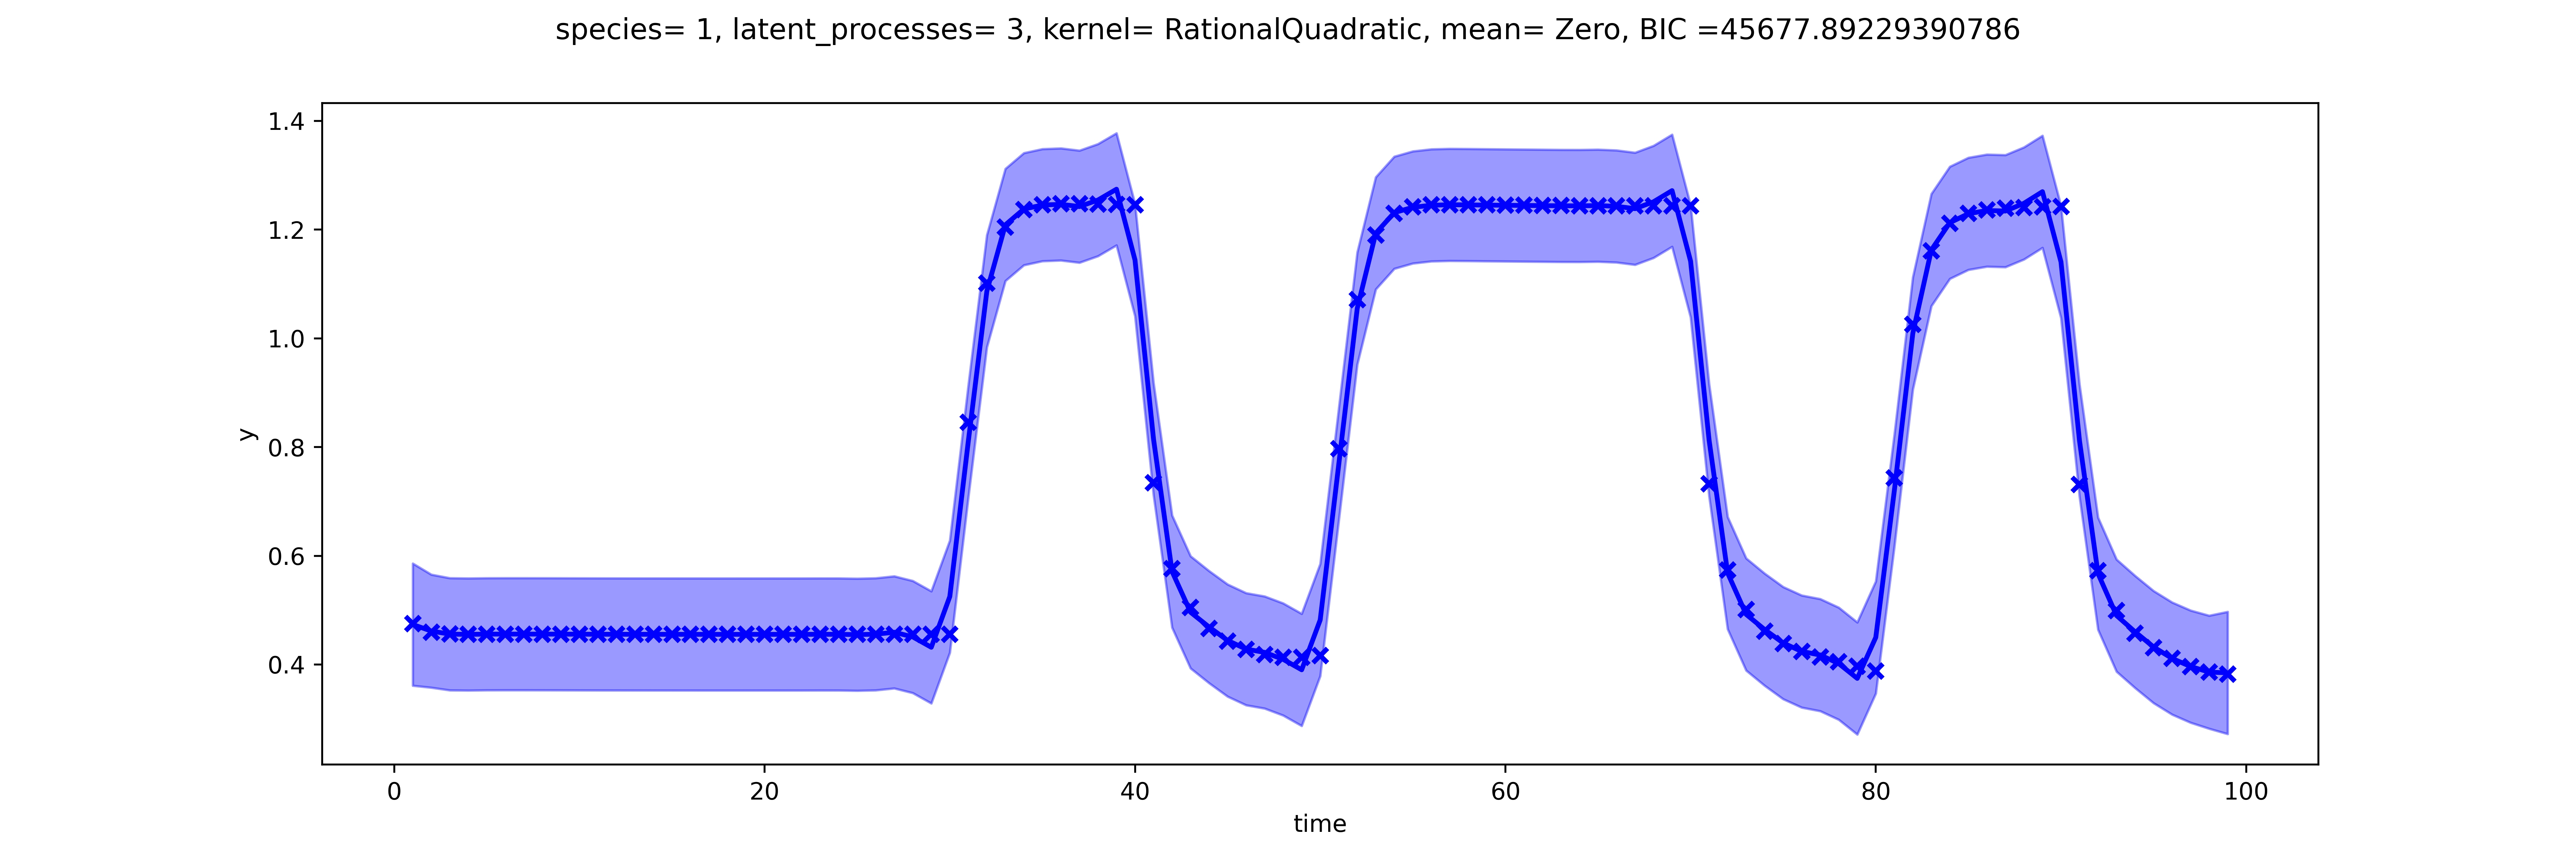 species= 1, latent_processes= 3, kernel= RationalQuadratic, mean= Zero, BIC =45677.89229390786
1.4
1.2
1.0
0.8
0.6
0.4
y
0 20 40 60 80 100
time